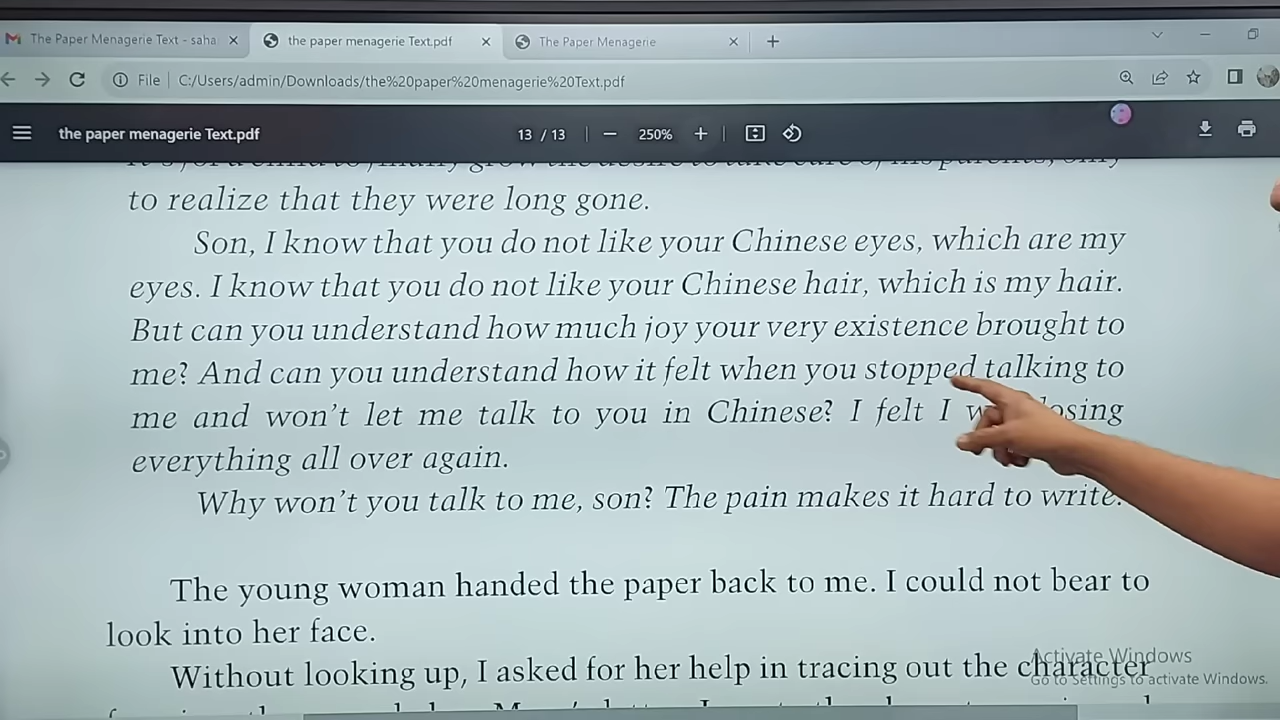 The Paper Menagerie Text - saha
the paper menagerie Text.pdf
The Paper Menagerie
File
C:/Users/admin/Downloads/the%20paper%20menagerie%20Text.pdf
the paper menagerie Text.pdf
13 / 13
250%
to realize that they were long gone.
Son, I know that you do not like your Chinese eyes, which are my
eyes. I know that you do not like your Chinese hair, which is my hair.
But can you understand how much joy your very existence brought to
me? And can you understand how it felt when you stopped talking to
me and won't let me talk to you in Chinese? I felt I losing
everything all over again.
Why won't you talk to me, son? The pain makes it hard to write.
The young woman handed the paper back to me. I could not bear to
look into her face.
Without looking up, I asked for her help in tracing out the character
Activate Windows
Go to Settings to activate Windows.